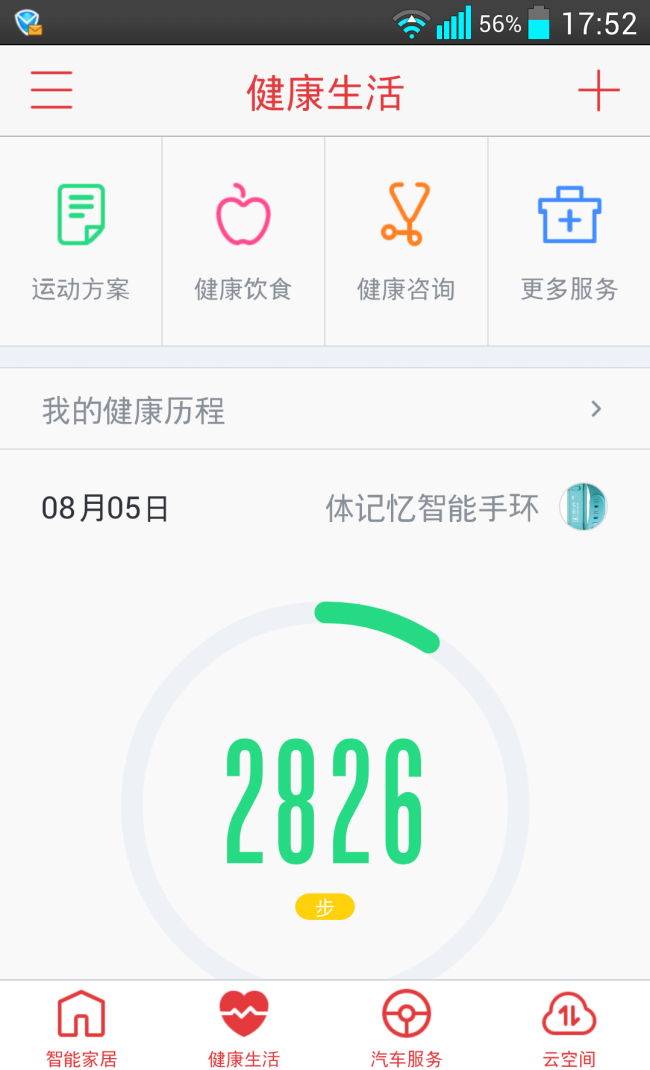 56% 17:52
健康生活
运动方案 健康饮食 健康咨询 更多服务
我的健康历程
08月05日 体记忆智能手环
2826
步
智能家居 健康生活 汽车服务 云空间